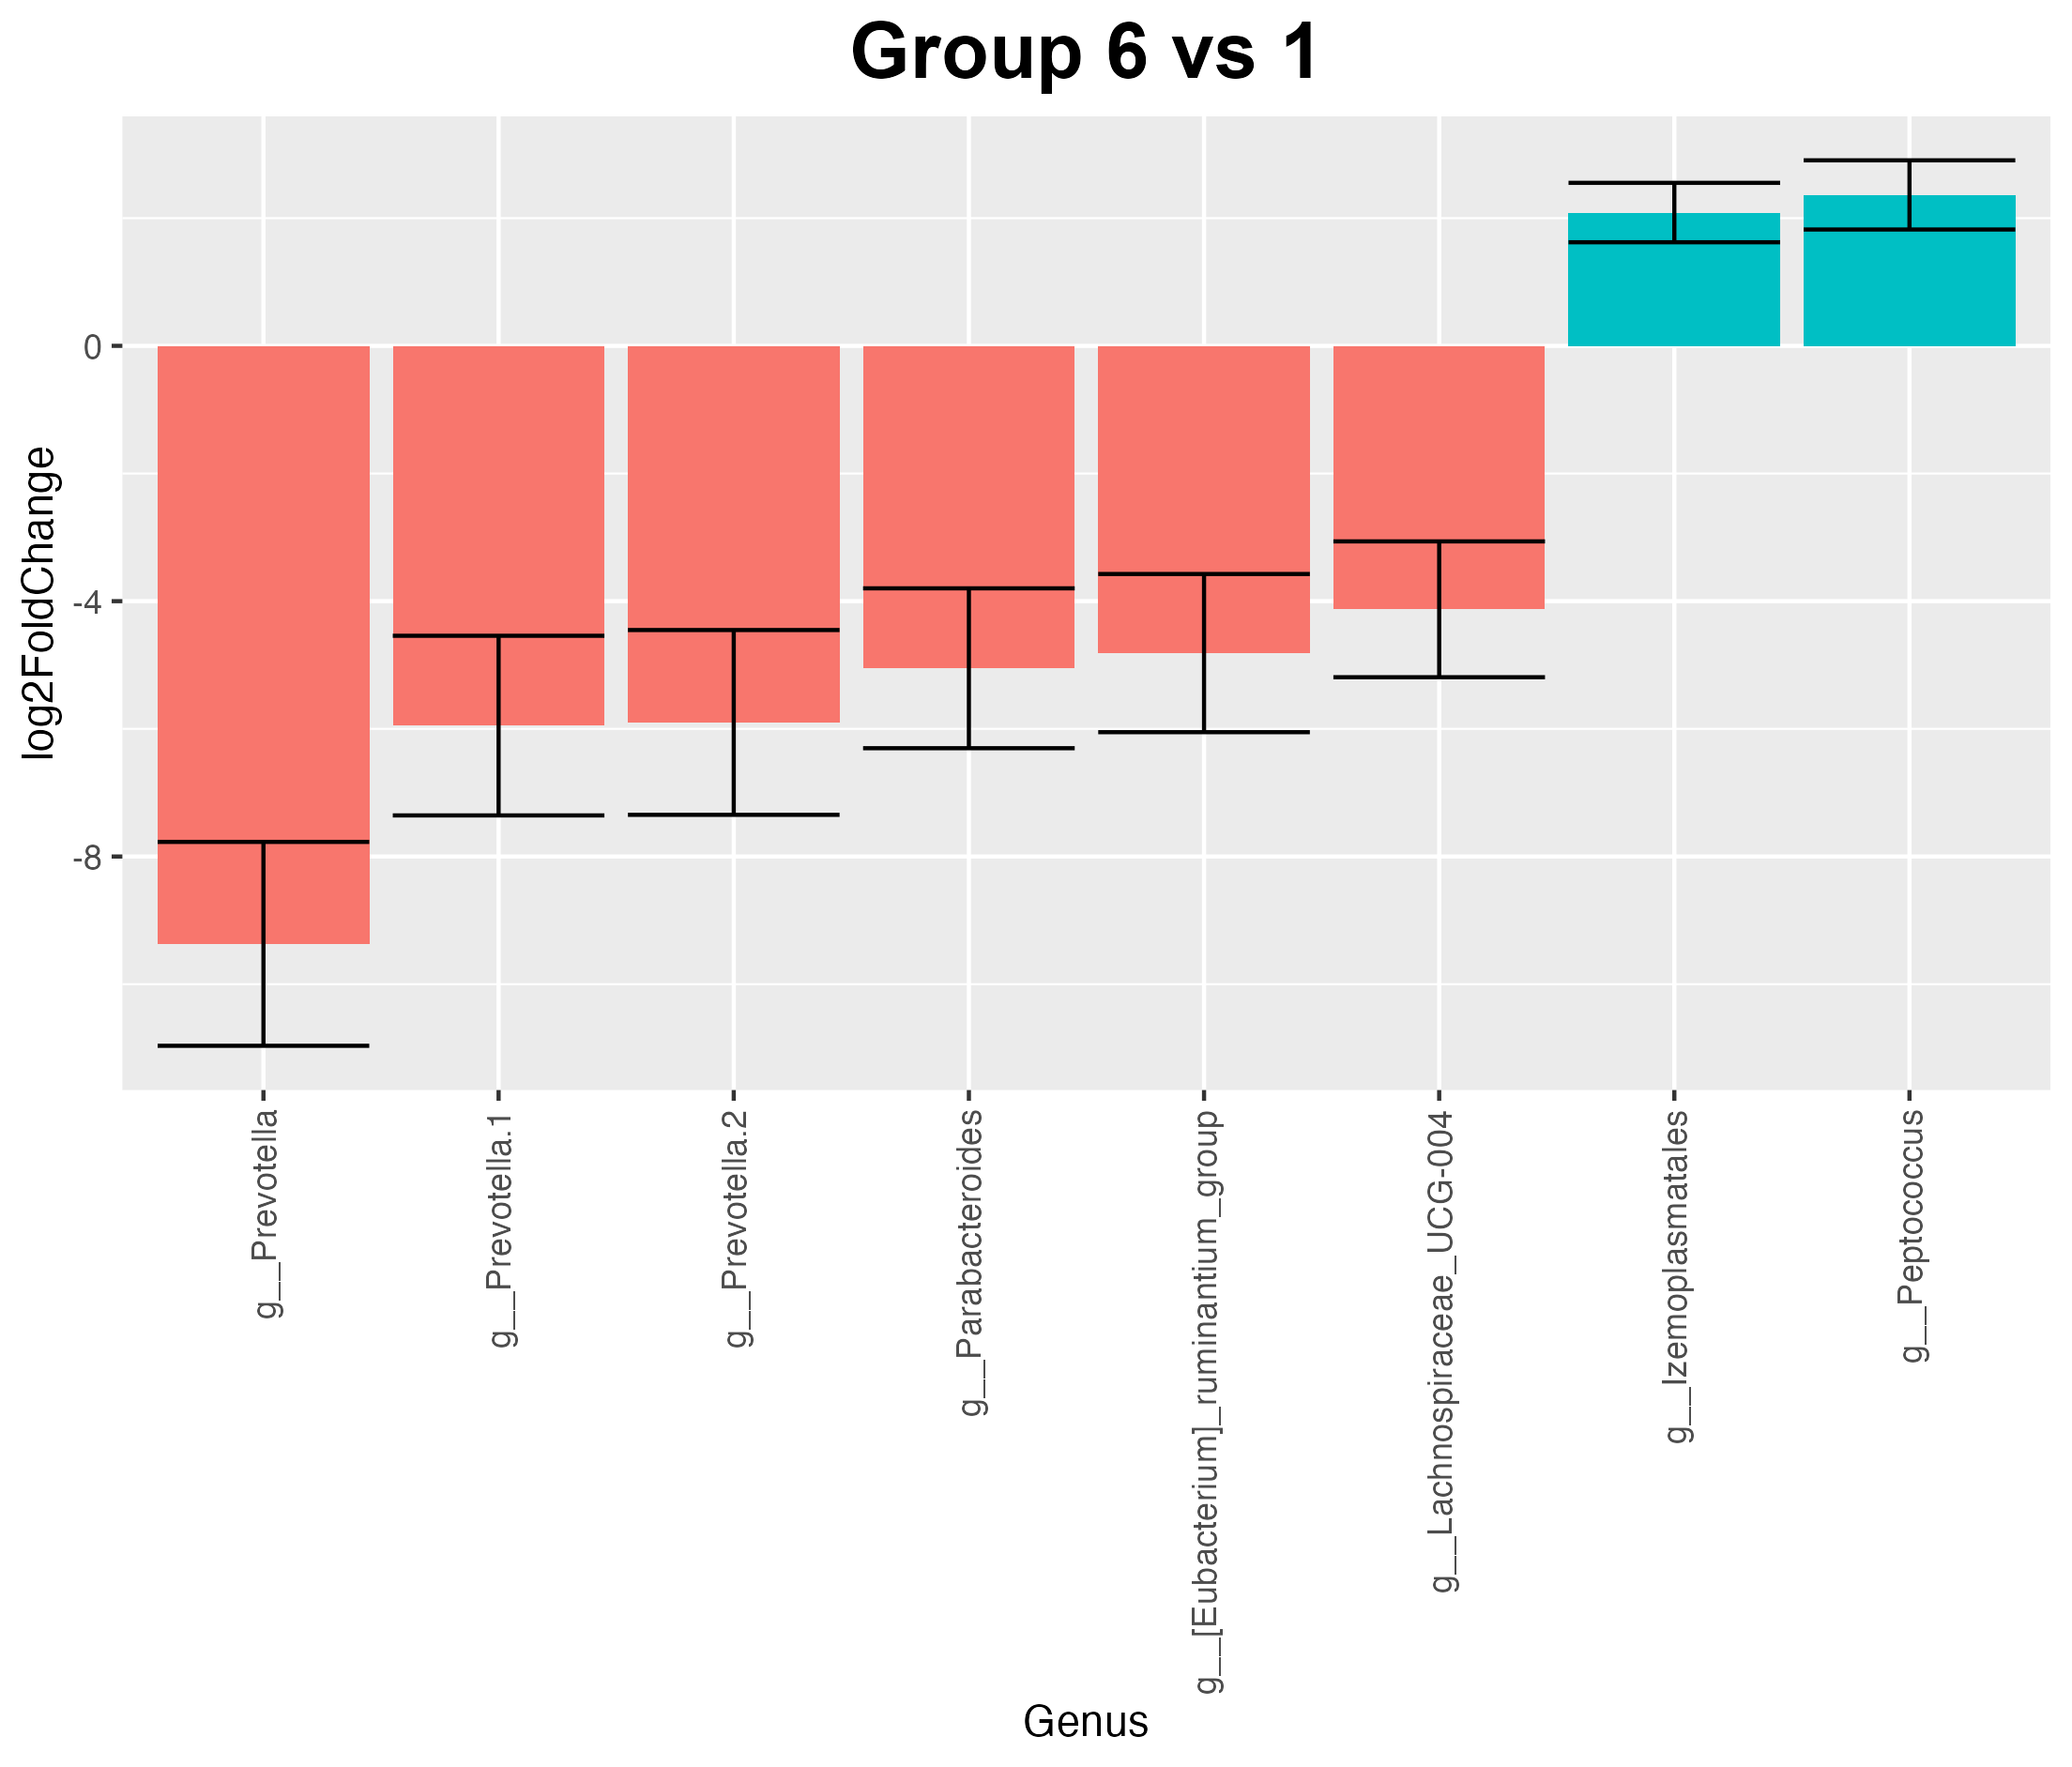 Group 6 vs 1
log2FoldChange
0
-4
-8
g__Prevotella
g__Prevotella.1
g__Prevotella.2
g__Parabacteroides
g__[Eubacterium]_ruminantium_group
g__Lachnospiraceae_UCG-004
g__Izemoplasmatales
g__Peptococcus
Genus